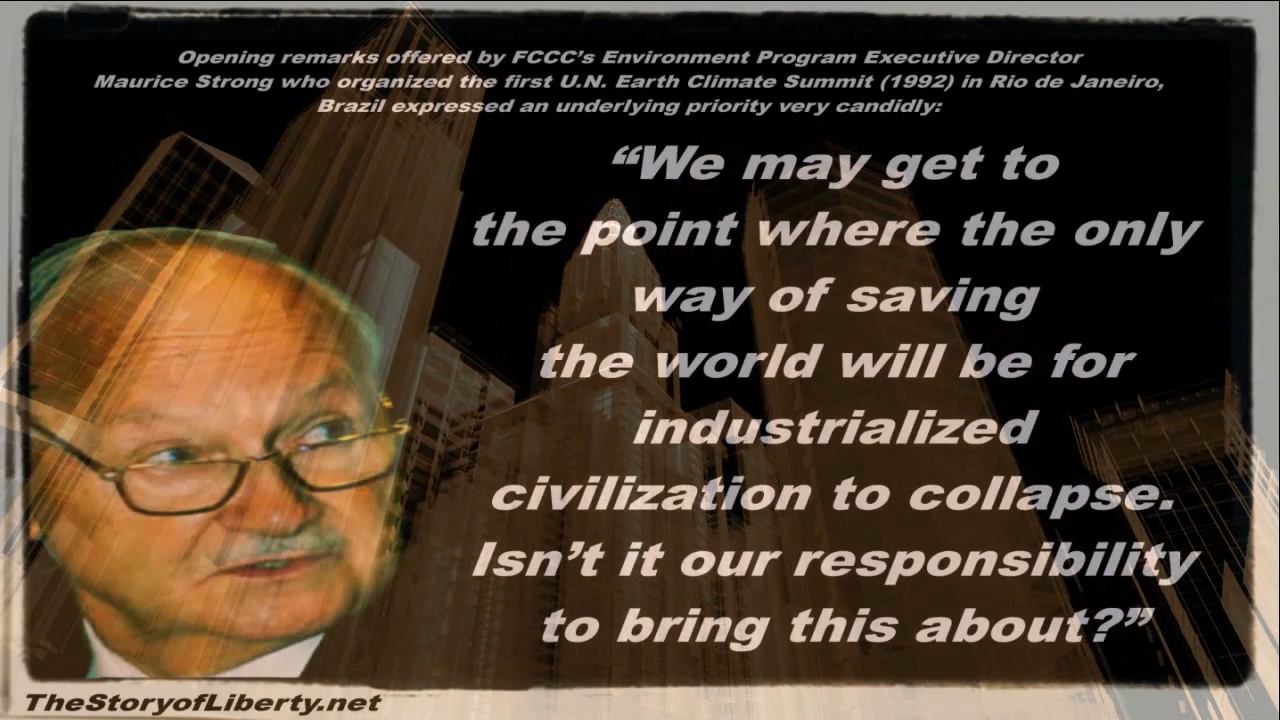 Opening remarks offered by FCCC's Environment Program Executive Director
Maurice Strong who organized the first U.N. Earth Climate Summit (1992) in Rio de Janeiro,
Brazil expressed an underlying priority very candidly:
“We may get to
the point where the only
way of saving
the world will be for
industrialized
civilization to collapse.
Isn’t it our responsibility
to bring this about?”
TheStoryofLiberty.net